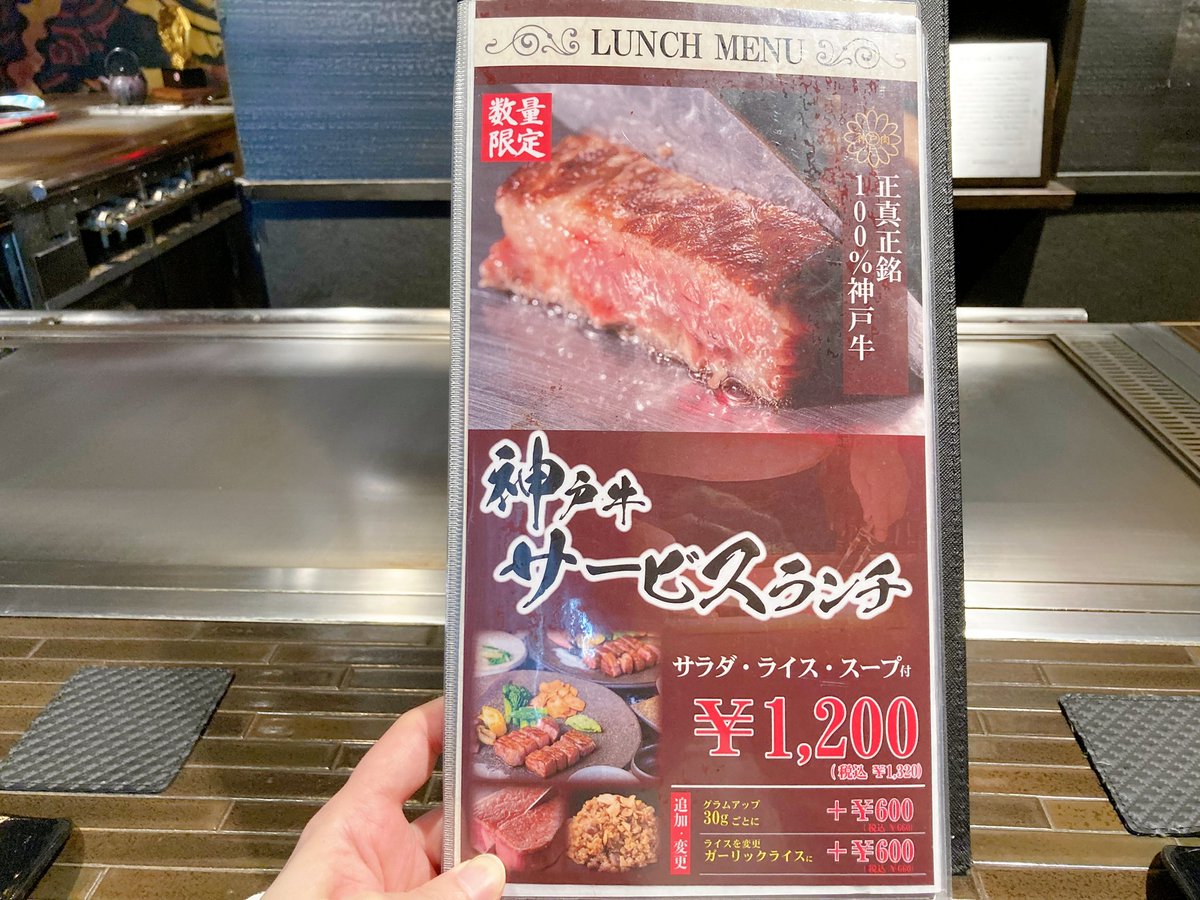 LUNCH MENU
数量
限定
正真正銘
100%神戸牛
神戸牛
サービスランチ
サラダ・ライス・スープ付
¥1,200
(税込 ¥1,320)
追加・変更
グラムアップ
30gごとに
+¥600
(税込 ¥660)
ライスを変更
ガーリックライスに
+¥600
(税込 ¥660)